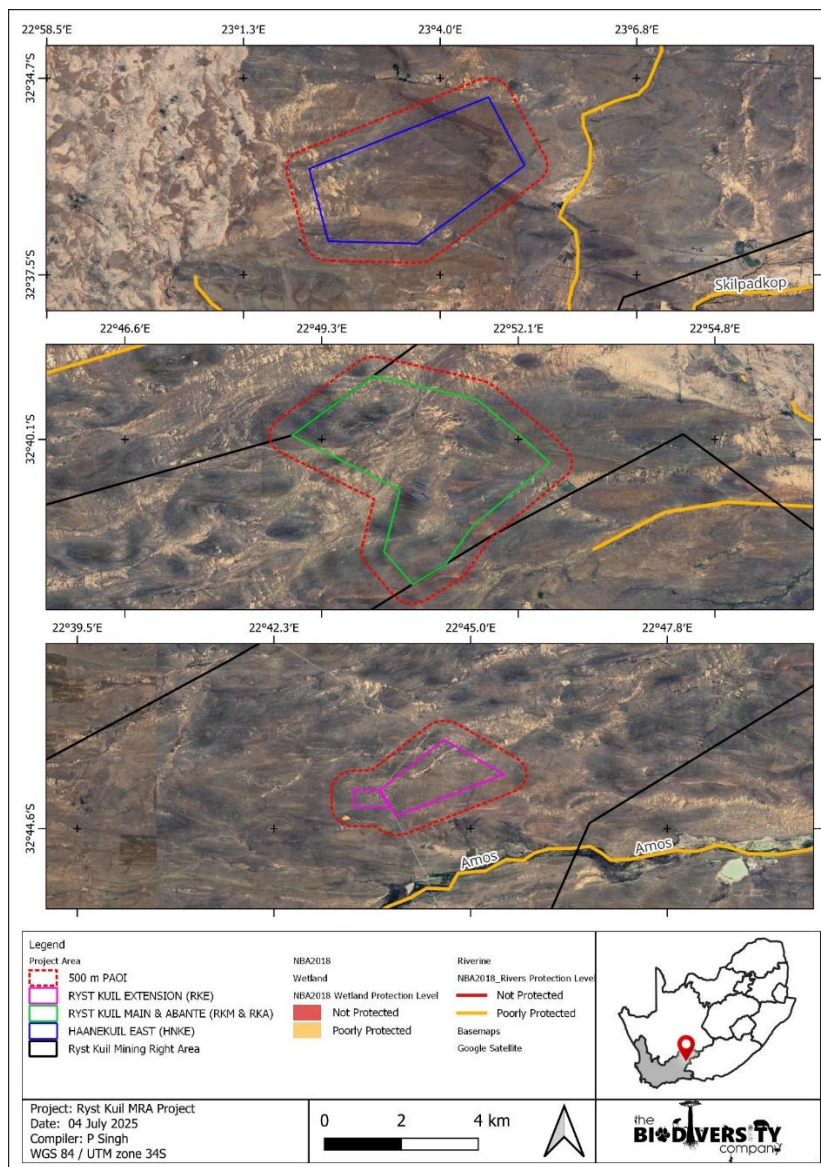 22°58.5'E 23°1.3'E 23°4.0'E 23°6.8'E
32°34.7'S
32°37.5'S
Skilpadkop
22°46.6'E 22°49.3'E 22°52.1'E 22°54.8'E
32°40.1'S
22°39.5'E 22°42.3'E 22°45.0'E 22°47.8'E
32°44.6'S
Amos
Amos
Legend
Project Area
500 m PAOI
RYST KUIL EXTENSION (RKE)
RYST KUIL MAIN & ABANTE (RKM & RKA)
HAANEKUIL EAST (HNKE)
Ryst Kuil Mining Right Area
NBA2018
Wetland
NBA2018 Wetland Protection Level
Not Protected
Poorly Protected
Riverine
NBA2018_Rivers Protection Level
Not Protected
Poorly Protected
Basemaps
Google Satellite
Project: Ryst Kuil MRA Project
Date: 04 July 2025
Compiler: P Singh
WGS 84 / UTM zone 34S
0 2 4 km
the
BIODIVERSITY
company